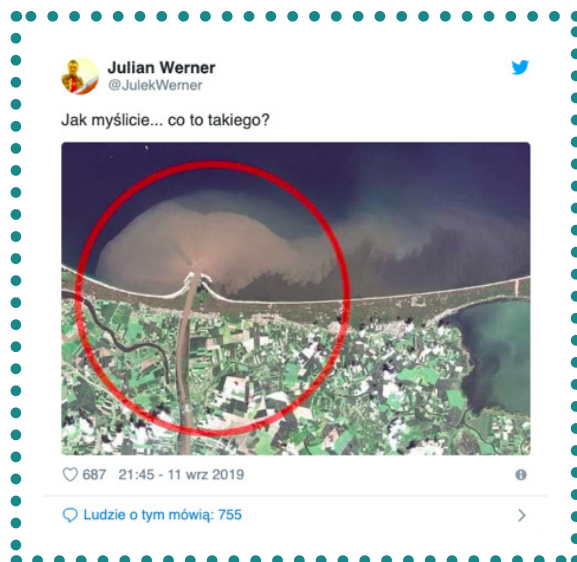 Julian Werner
@JulekWerner
Jak myślicie... co to takiego?
687 21:45 - 11 wrz 2019
Ludzie o tym mówią: 755